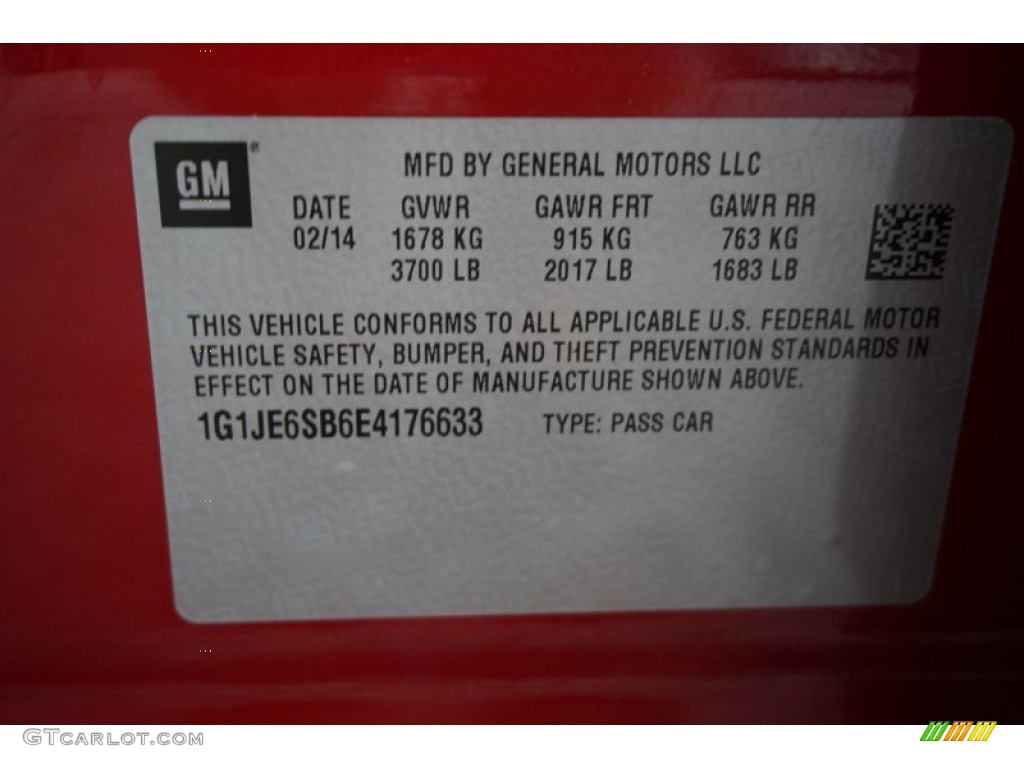 GM®
MFD BY GENERAL MOTORS LLC
DATE GVWR GAWR FRT GAWR RR
02/14 1678 KG 915 KG 763 KG
3700 LB 2017 LB 1683 LB
THIS VEHICLE CONFORMS TO ALL APPLICABLE U.S. FEDERAL MOTOR
VEHICLE SAFETY, BUMPER, AND THEFT PREVENTION STANDARDS IN
EFFECT ON THE DATE OF MANUFACTURE SHOWN ABOVE.
1G1JE6SB6E4176633 TYPE: PASS CAR
GTCARLOT.COM